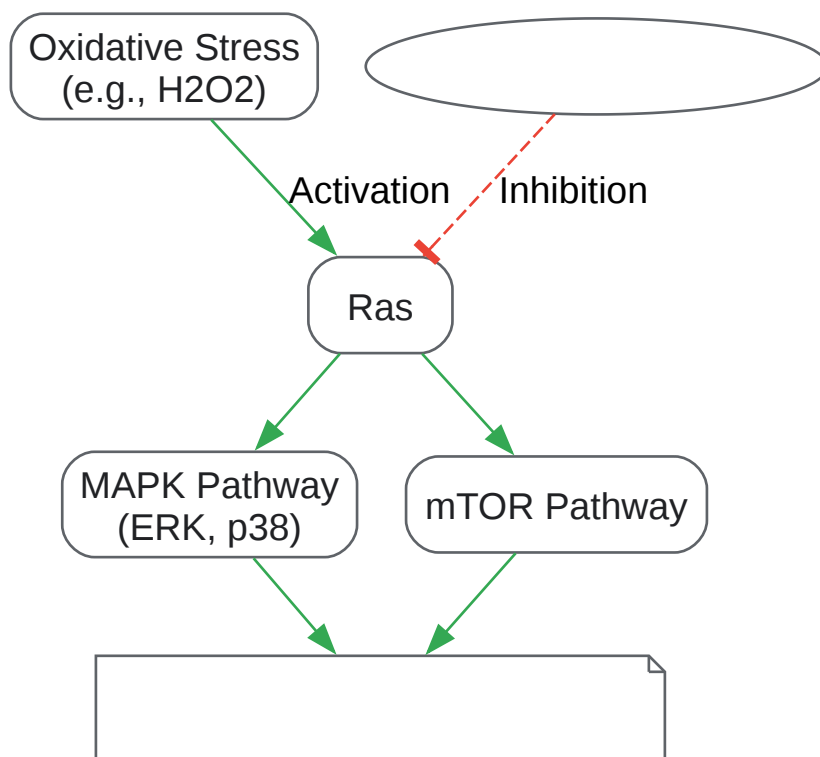 Oxidative Stress
(e.g., H2O2)
Activation
Inhibition
Ras
MAPK Pathway
(ERK, p38)
mTOR Pathway